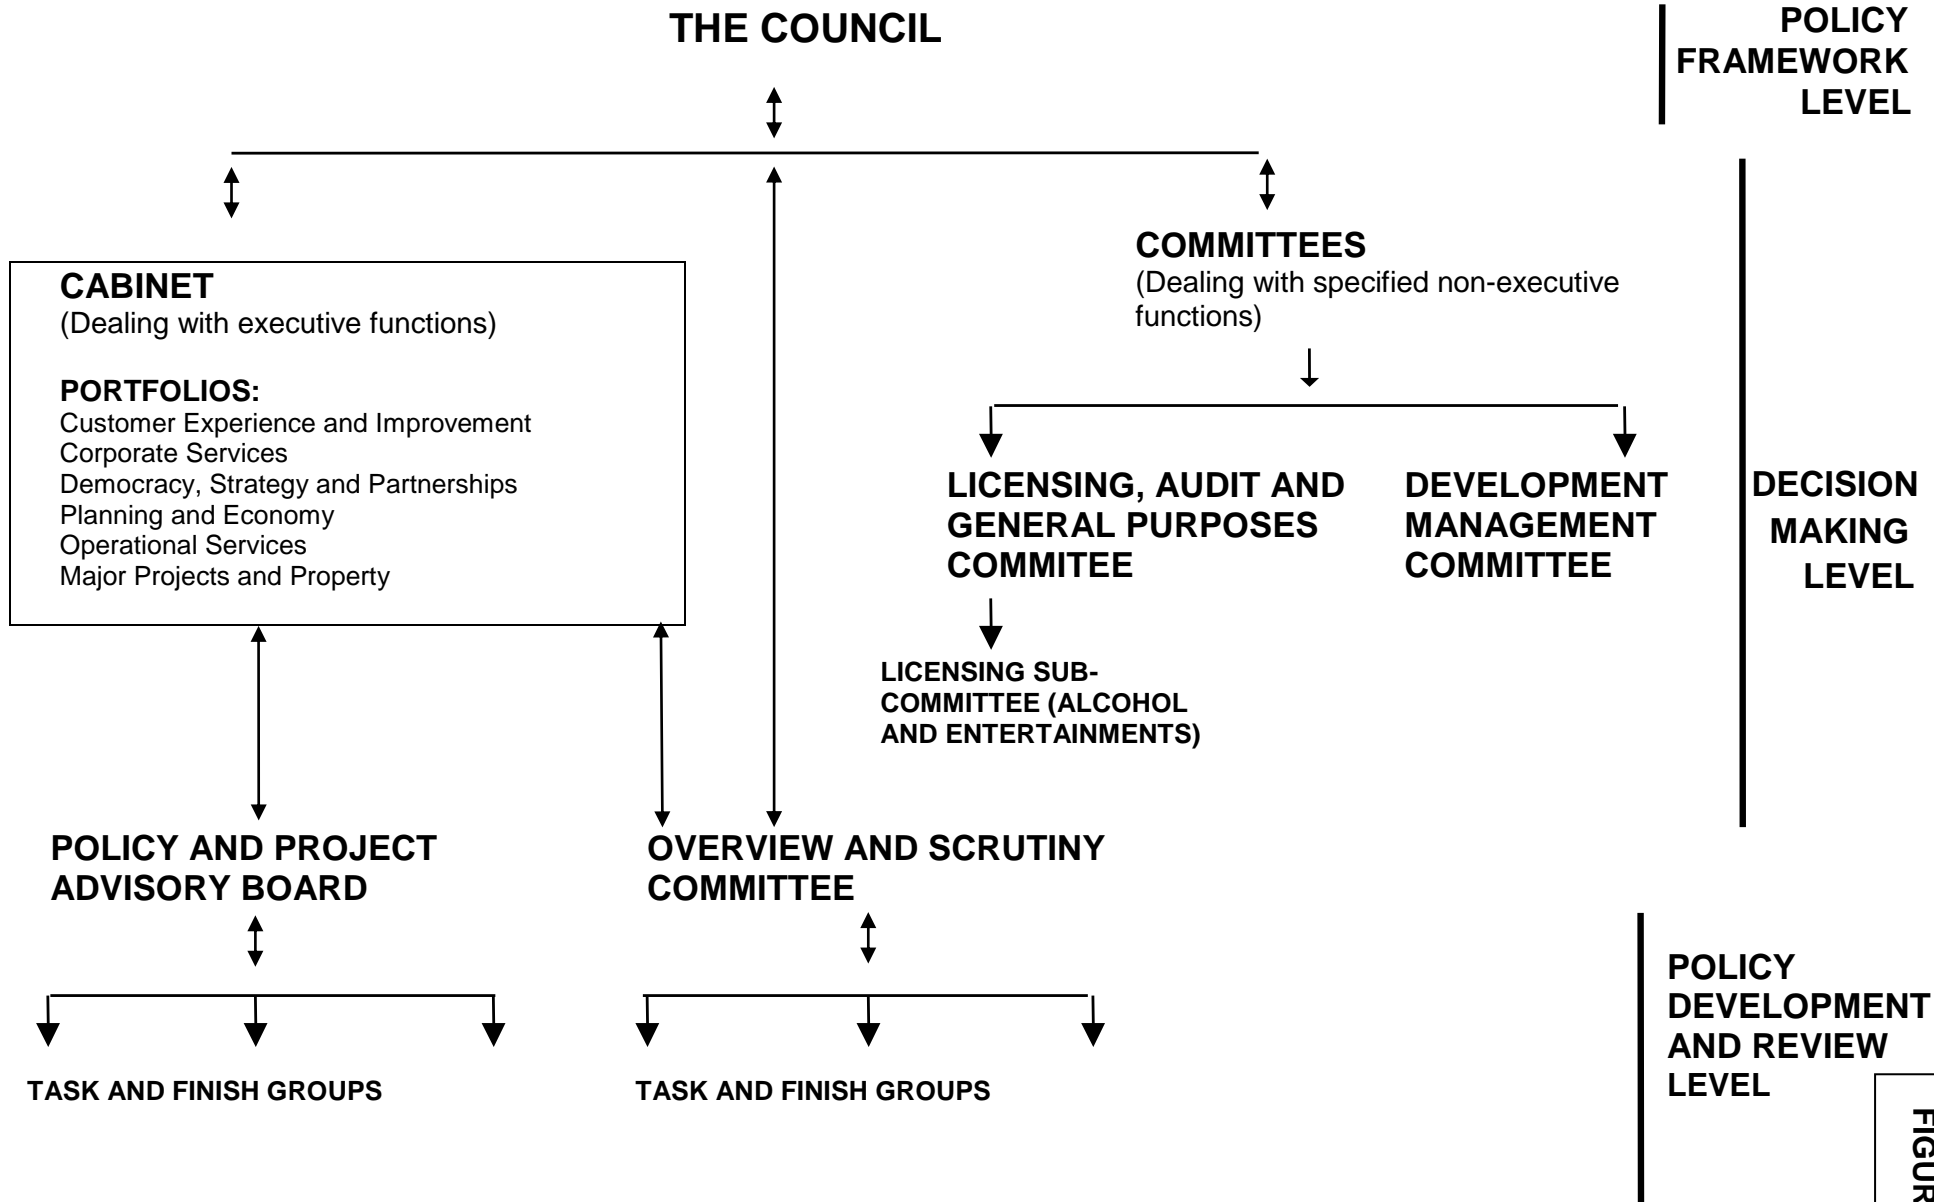 THE COUNCIL
POLICY
FRAMEWORK
LEVEL
CABINET
(Dealing with executive functions)
PORTFOLIOS:
Customer Experience and Improvement
Corporate Services
Democracy, Strategy and Partnerships
Planning and Economy
Operational Services
Major Projects and Property
COMMITTEES
(Dealing with specified non-executive
functions)
LICENSING, AUDIT AND
GENERAL PURPOSES
COMMITEE
DEVELOPMENT
MANAGEMENT
COMMITTEE
DECISION
MAKING
LEVEL
LICENSING SUB-
COMMITTEE (ALCOHOL
AND ENTERTAINMENTS)
POLICY AND PROJECT
ADVISORY BOARD
OVERVIEW AND SCRUTINY
COMMITTEE
TASK AND FINISH GROUPS
TASK AND FINISH GROUPS
POLICY
DEVELOPMENT
AND REVIEW
LEVEL